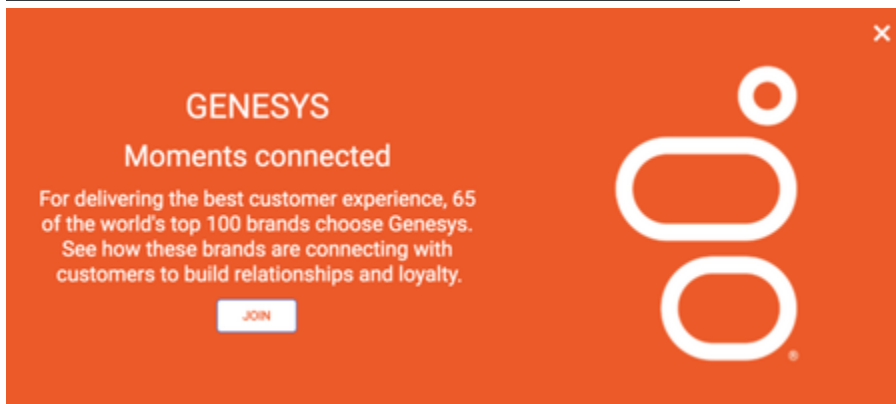 GENESYS
Moments connected
For delivering the best customer experience, 65
of the world's top 100 brands choose Genesys.
See how these brands are connecting with
customers to build relationships and loyalty.
JOIN
®